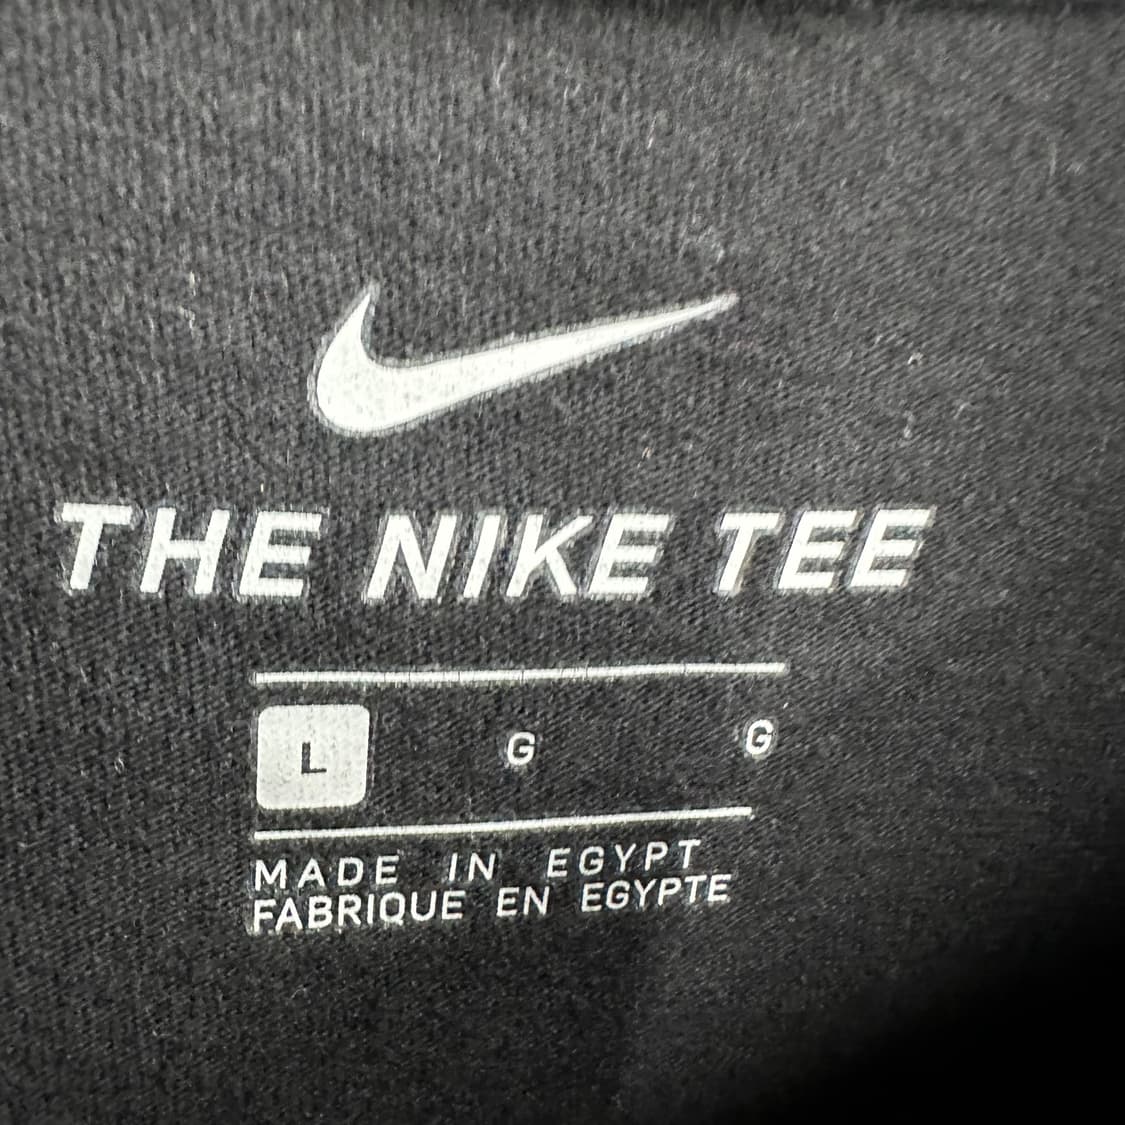 THE NIKE TEE
L G G
MADE IN EGYPT
FABRIQUE EN EGYPTE